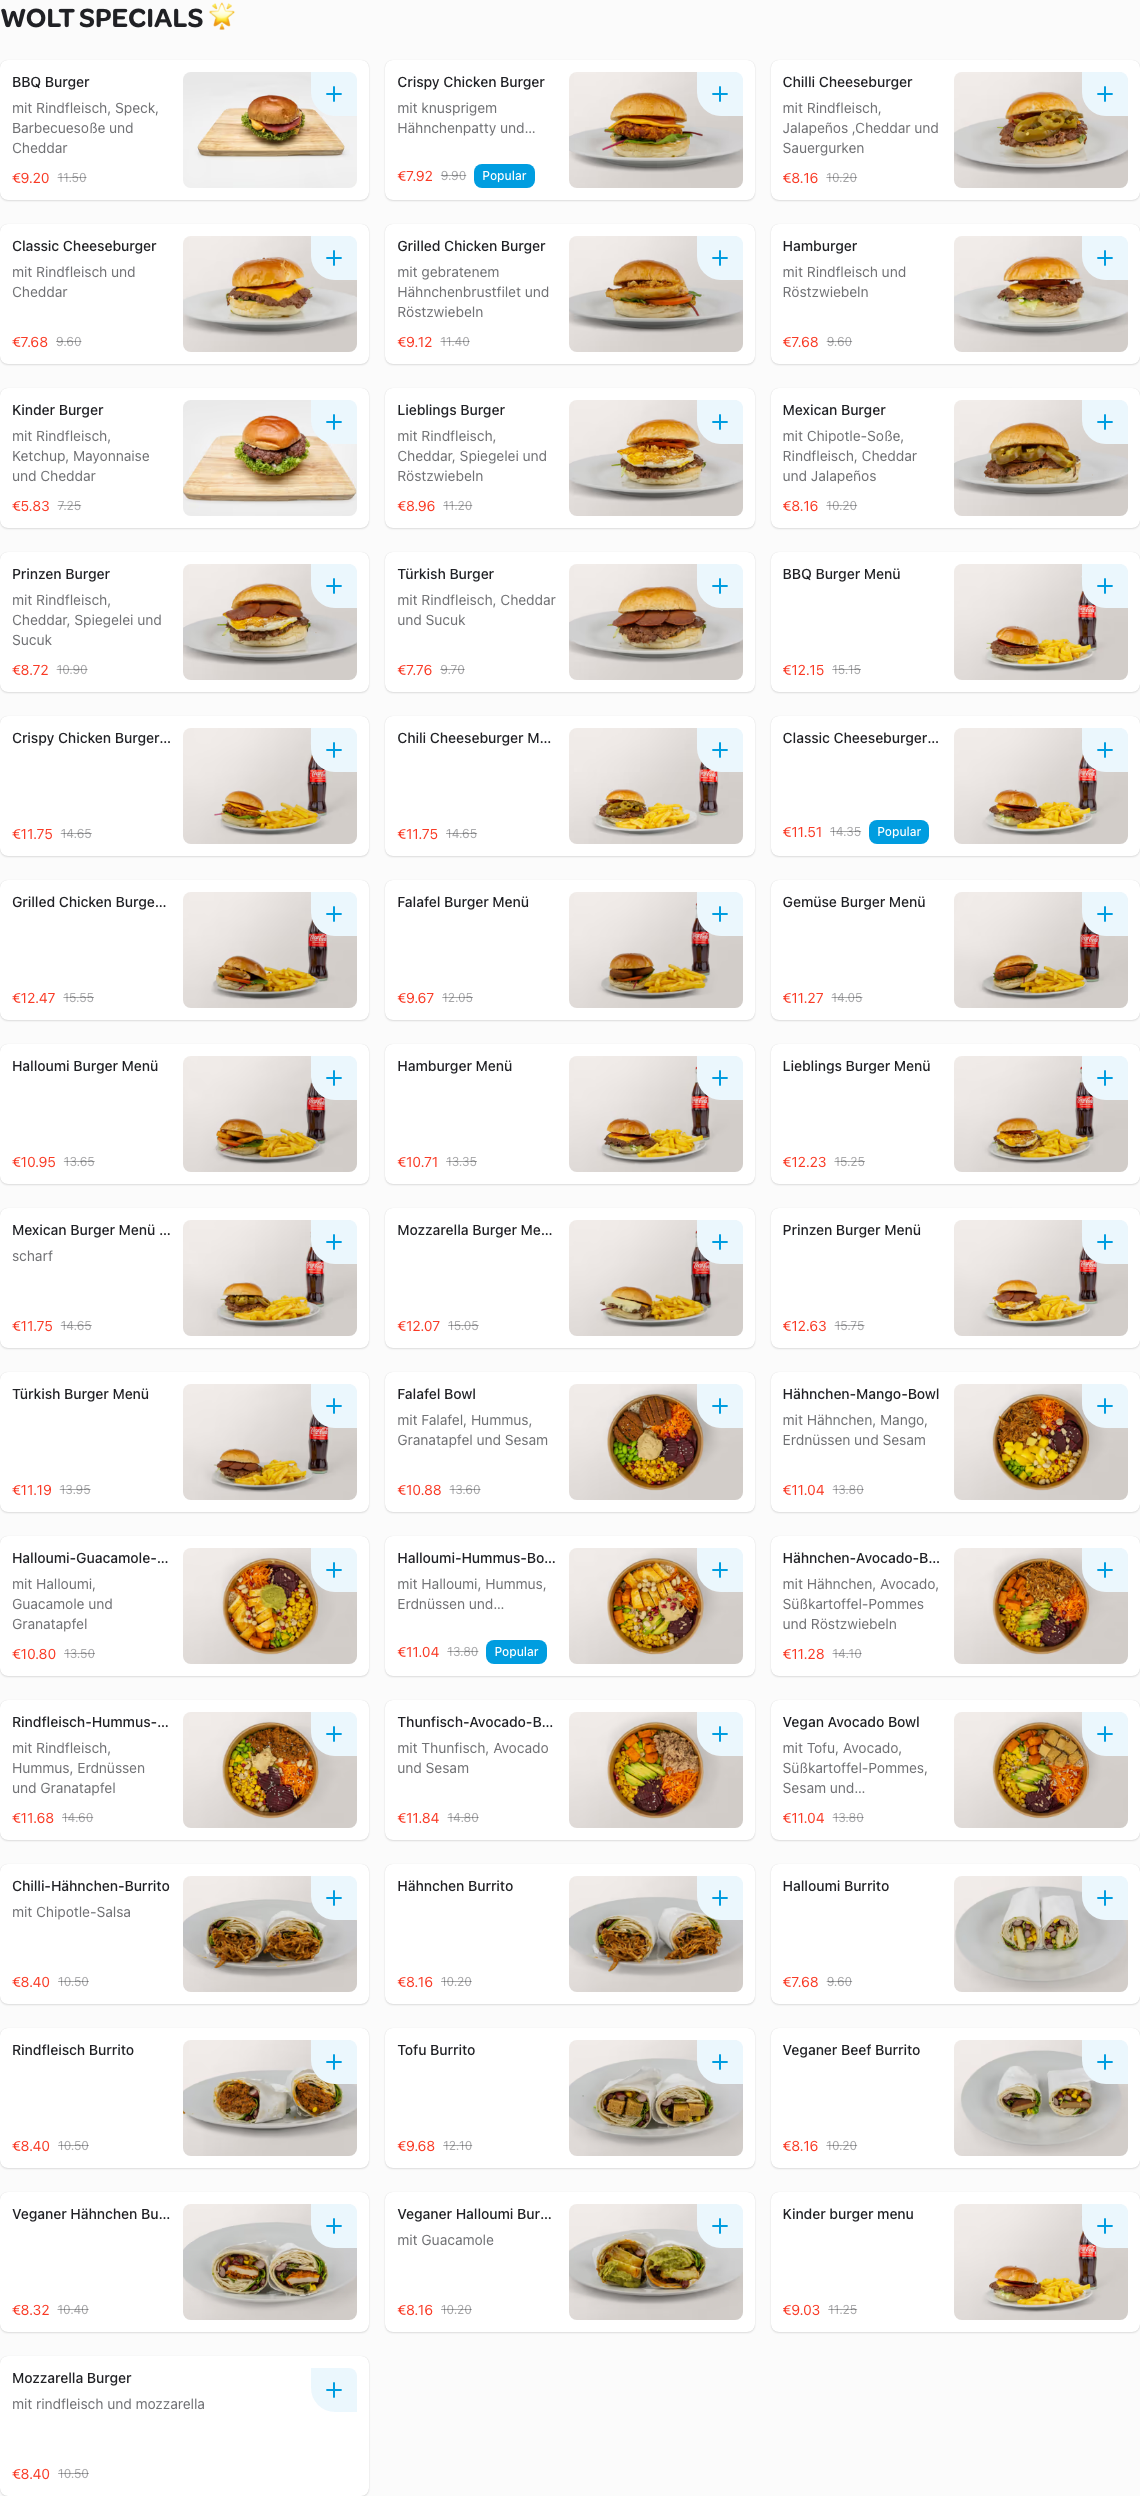 WOLT SPECIALS 🌟
BBQ Burger
mit Rindfleisch, Speck,
Barbecuesoße und
Cheddar
€9.20 11.50
Crispy Chicken Burger
mit knusprigem
Hähnchenpatty und...
€7.92 9.90 Popular
Chilli Cheeseburger
mit Rindfleisch,
Jalapeños ,Cheddar und
Sauergurken
€8.16 10.20
Classic Cheeseburger
mit Rindfleisch und
Cheddar
€7.68 9.60
Grilled Chicken Burger
mit gebratenem
Hähnchenbrustfilet und
Röstzwiebeln
€9.12 11.40
Hamburger
mit Rindfleisch und
Röstzwiebeln
€7.68 9.60
Kinder Burger
mit Rindfleisch,
Ketchup, Mayonnaise
und Cheddar
€5.83 7.25
Lieblings Burger
mit Rindfleisch,
Cheddar, Spiegelei und
Röstzwiebeln
€8.96 11.20
Mexican Burger
mit Chipotle-Soße,
Rindfleisch, Cheddar
und Jalapeños
€8.16 10.20
Prinzen Burger
mit Rindfleisch,
Cheddar, Spiegelei und
Sucuk
€8.72 10.90
Türkish Burger
mit Rindfleisch, Cheddar
und Sucuk
€7.76 9.70
BBQ Burger Menü
€12.15 15.15
Crispy Chicken Burger...
€11.75 14.65
Chili Cheeseburger M...
€11.75 14.65
Classic Cheeseburger...
€11.51 14.35 Popular
Grilled Chicken Burge...
€12.47 15.55
Falafel Burger Menü
€9.67 12.05
Gemüse Burger Menü
€11.27 14.05
Halloumi Burger Menü
€10.95 13.65
Hamburger Menü
€10.71 13.35
Lieblings Burger Menü
€12.23 15.25
Mexican Burger Menü ...
scharf
€11.75 14.65
Mozzarella Burger Me...
€12.07 15.05
Prinzen Burger Menü
€12.63 15.75
Türkish Burger Menü
€11.19 13.95
Falafel Bowl
mit Falafel, Hummus,
Granatapfel und Sesam
€10.88 13.60
Hähnchen-Mango-Bowl
mit Hähnchen, Mango,
Erdnüssen und Sesam
€11.04 13.80
Halloumi-Guacamole-...
mit Halloumi,
Guacamole und
Granatapfel
€10.80 13.50
Halloumi-Hummus-Bo...
mit Halloumi, Hummus,
Erdnüssen und...
€11.04 13.80 Popular
Hähnchen-Avocado-B...
mit Hähnchen, Avocado,
Süßkartoffel-Pommes
und Röstzwiebeln
€11.28 14.10
Rindfleisch-Hummus-...
mit Rindfleisch,
Hummus, Erdnüssen
und Granatapfel
€11.68 14.60
Thunfisch-Avocado-B...
mit Thunfisch, Avocado
und Sesam
€11.84 14.80
Vegan Avocado Bowl
mit Tofu, Avocado,
Süßkartoffel-Pommes,
Sesam und...
€11.04 13.80
Chilli-Hähnchen-Burrito
mit Chipotle-Salsa
€8.40 10.50
Hähnchen Burrito
€8.16 10.20
Halloumi Burrito
€7.68 9.60
Rindfleisch Burrito
€8.40 10.50
Tofu Burrito
€9.68 12.10
Veganer Beef Burrito
€8.16 10.20
Veganer Hähnchen Bu...
€8.32 10.40
Veganer Halloumi Bur...
mit Guacamole
€8.16 10.20
Kinder burger menu
€9.03 11.25
Mozzarella Burger
mit rindfleisch und mozzarella
€8.40 10.50